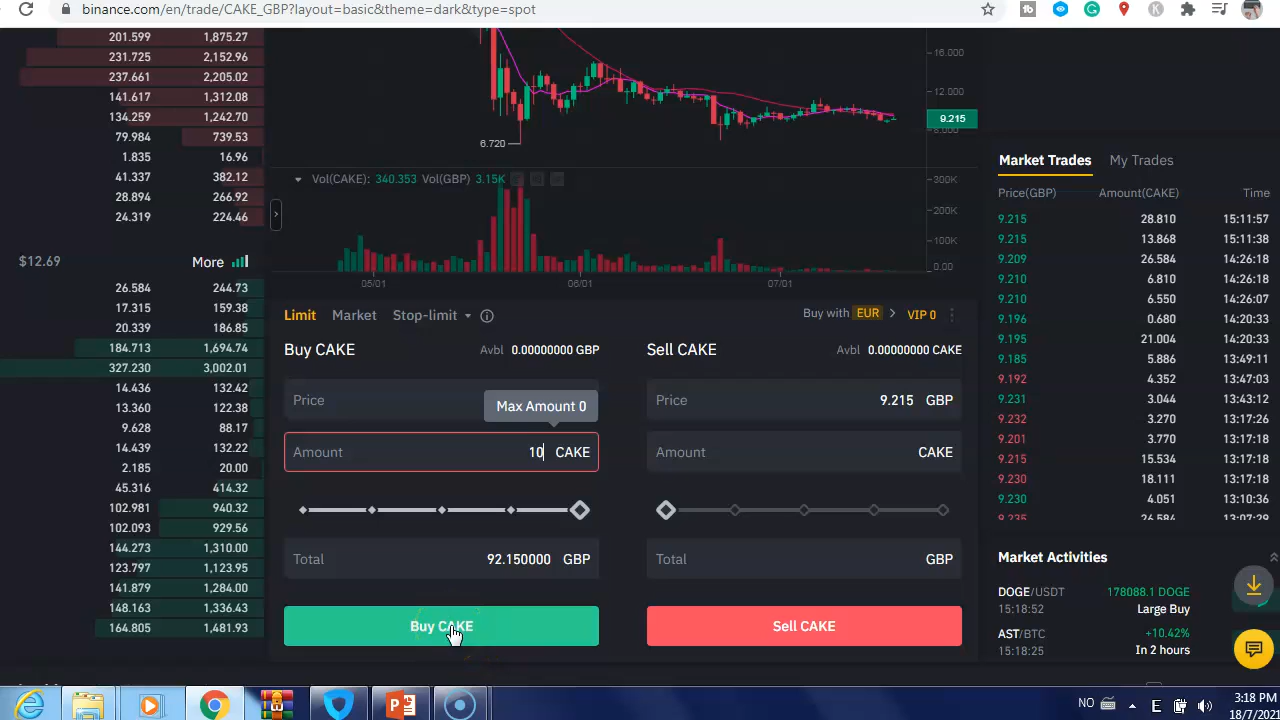 binance.com/en/trade/CAKE_GBP?layout=basic&theme=dark&type=spot
201.599 1,875.27
231.725 2,152.96
237.661 2,205.02
141.617 1,312.08
134.259 1,242.70
79.984 739.53
1.835 16.96
41.337 382.12
28.894 266.92
24.319 224.46
$12.69 More
26.584 244.73
17.315 159.38
20.339 186.85
184.713 1,694.74
327.230 3,002.01
14.436 132.42
13.360 122.38
9.628 88.17
14.439 132.22
2.185 20.00
45.316 414.32
102.981 940.32
102.093 929.56
144.273 1,310.00
123.797 1,123.95
141.879 1,284.00
148.163 1,336.43
164.805 1,481.93
16.000
12.000
9.215
8.000
6.720
Vol(CAKE): 340.353 Vol(GBP) 3.15K
300K
200K
100K
0.00
05/01 06/01 07/01
Limit Market Stop-limit
Buy with EUR > VIP 0
Buy CAKE Avbl 0.00000000 GBP
Price
Max Amount 0
Amount 10 CAKE
Total 92.150000 GBP
Buy CAKE
Sell CAKE Avbl 0.00000000 CAKE
Price 9.215 GBP
Amount CAKE
Total GBP
Sell CAKE
Market Trades My Trades
Price(GBP) Amount(CAKE) Time
9.215 28.810 15:11:57
9.215 13.868 15:11:38
9.209 26.584 14:26:18
9.210 6.810 14:26:18
9.210 6.550 14:26:07
9.196 0.680 14:20:33
9.195 21.004 14:20:33
9.185 5.886 13:49:11
9.192 4.352 13:47:03
9.231 3.044 13:43:12
9.232 3.270 13:17:26
9.201 3.770 13:17:18
9.215 15.534 13:17:18
9.230 18.111 13:17:18
9.230 4.051 13:10:36
9.235 26.584 13:07:29
Market Activities
DOGE/USDT 178088.1 DOGE
15:18:52 Large Buy
AST/BTC +10.42%
15:18:25 In 2 hours
NO
3:18 PM
18/7/2021